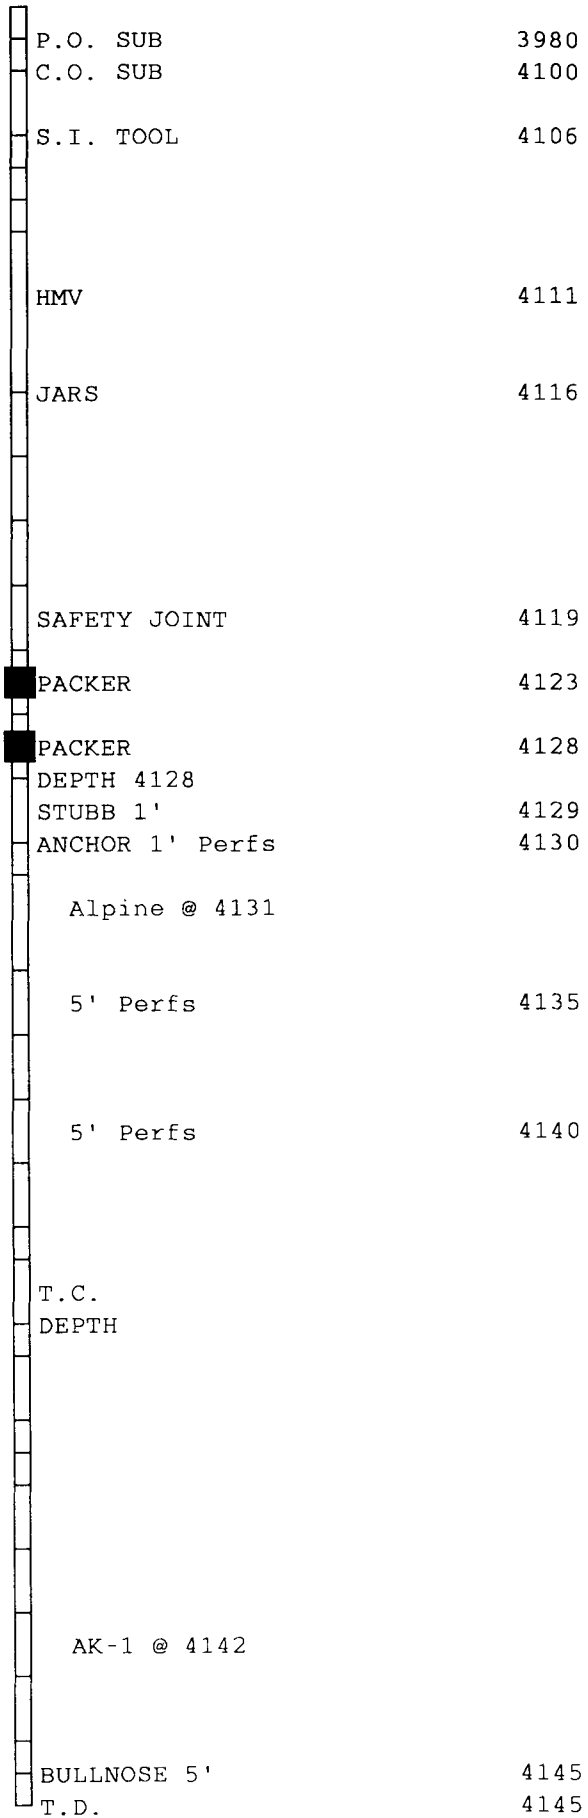 P.O. SUB 3980
C.O. SUB 4100
S.I. TOOL 4106
HMV 4111
JARS 4116
SAFETY JOINT 4119
PACKER 4123
PACKER 4128
DEPTH 4128
STUBB 1' 4129
ANCHOR 1' Perfs 4130
Alpine @ 4131
5' Perfs 4135
5' Perfs 4140
T.C.
DEPTH
AK-1 @ 4142
BULLNOSE 5' 4145
T.D. 4145